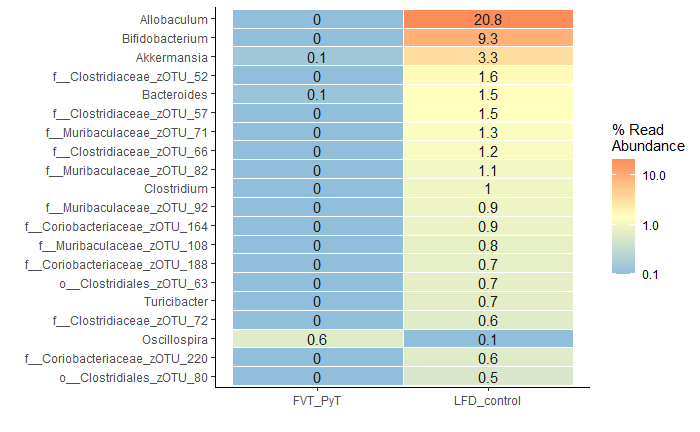 Allobaculum 0 20.8
Bifidobacterium 0 9.3
Akkermansia 0.1 3.3
f__Clostridiaceae_zOTU_52 0 1.6
Bacteroides 0.1 1.5
f__Clostridiaceae_zOTU_57 0 1.5
f__Muribaculaceae_zOTU_71 0 1.3
f__Clostridiaceae_zOTU_66 0 1.2
f__Muribaculaceae_zOTU_82 0 1.1
Clostridium 0 1
f__Muribaculaceae_zOTU_92 0 0.9
f__Coriobacteriaceae_zOTU_164 0 0.9
f__Muribaculaceae_zOTU_108 0 0.8
f__Coriobacteriaceae_zOTU_188 0 0.7
o__Clostridiales_zOTU_63 0 0.7
Turicibacter 0 0.7
f__Clostridiaceae_zOTU_72 0 0.6
Oscillospira 0.6 0.1
f__Coriobacteriaceae_zOTU_220 0 0.6
o__Clostridiales_zOTU_80 0 0.5
FVT_PyT LFD_control
% Read
Abundance
10.0
1.0
0.1